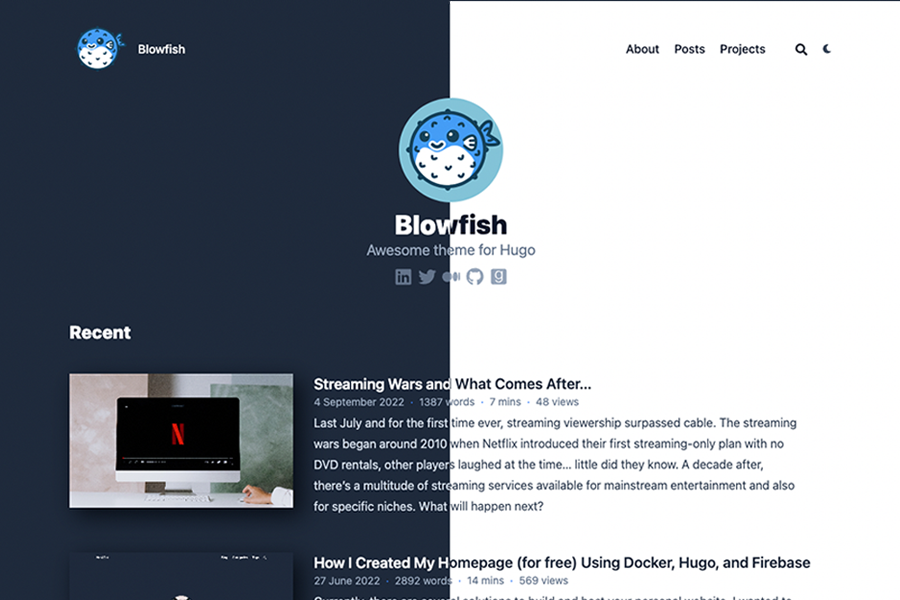 Blowfish
About Posts Projects
Blowfish
Awesome theme for Hugo
Recent
N
Streaming Wars and What Comes After...
4 September 2022 · 1387 words · 7 mins · 48 views
Last July and for the first time ever, streaming viewership surpassed cable. The streaming
wars began around 2010 when Netflix introduced their first streaming-only plan with no
DVD rentals, other players laughed at the time... little did they know. A decade after,
there's a multitude of streaming services available for mainstream entertainment and also
for specific niches. What will happen next?
How I Created My Homepage (for free) Using Docker, Hugo, and Firebase
27 June 2022 · 2892 words · 14 mins · 569 views